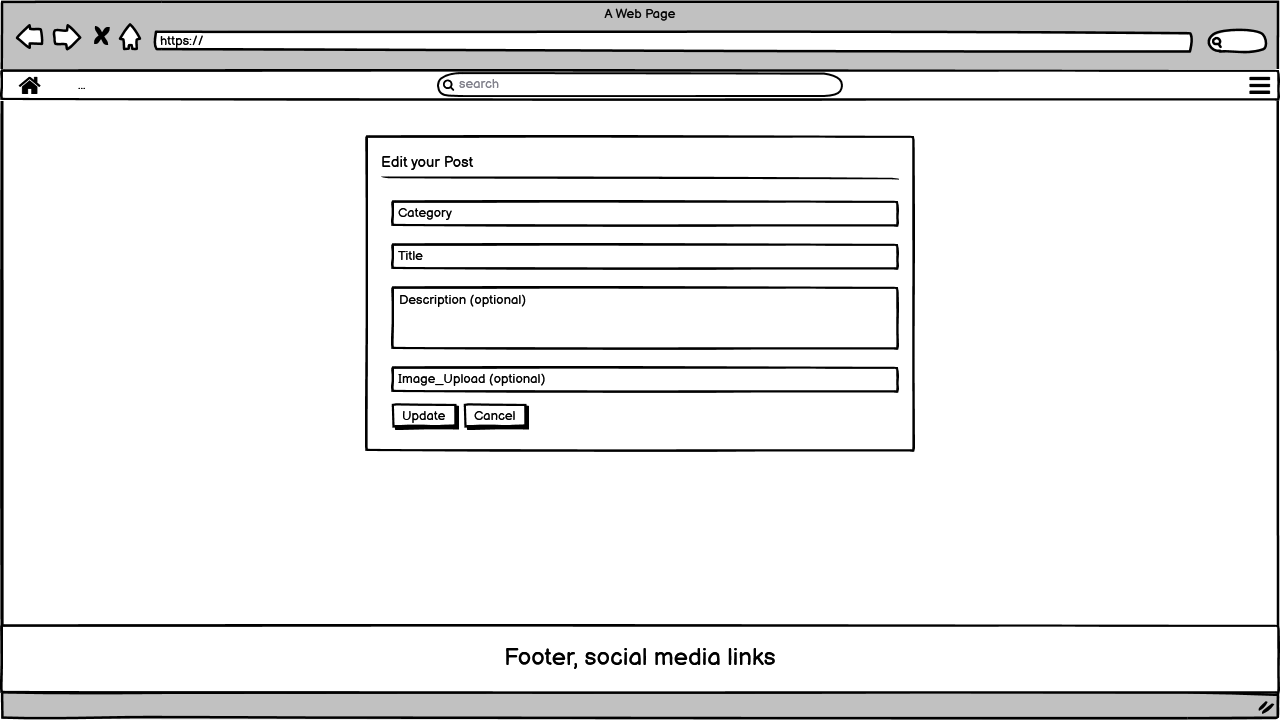 A Web Page
https://
...
search
Edit your Post
Category
Title
Description (optional)
Image_Upload (optional)
Update Cancel
Footer, social media links